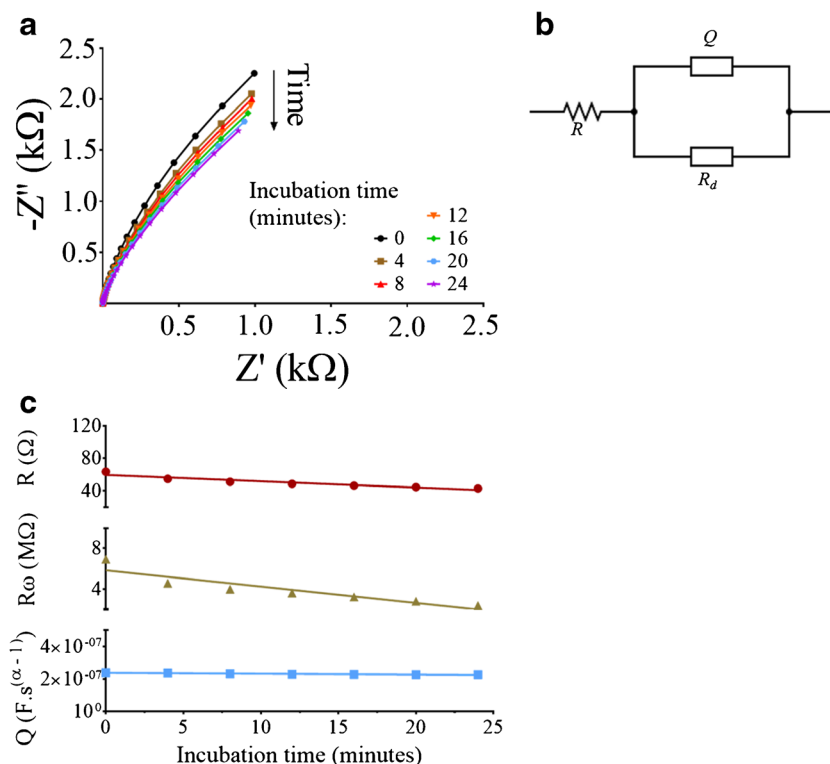 a
2.5
2.0
1.5
1.0
0.5
-Z" (kΩ)
Time
Incubation time
(minutes):
0
4
8
12
16
20
24
0.5
1.0
1.5
2.0
2.5
Z' (kΩ)
b
Q
R
R_d
c
120
80
40
R (Ω)
8
4
Rω (MΩ)
4×10^-07
2×10^-07
10^0
Q (F.s^(α - 1))
0
5
10
15
20
25
Incubation time (minutes)